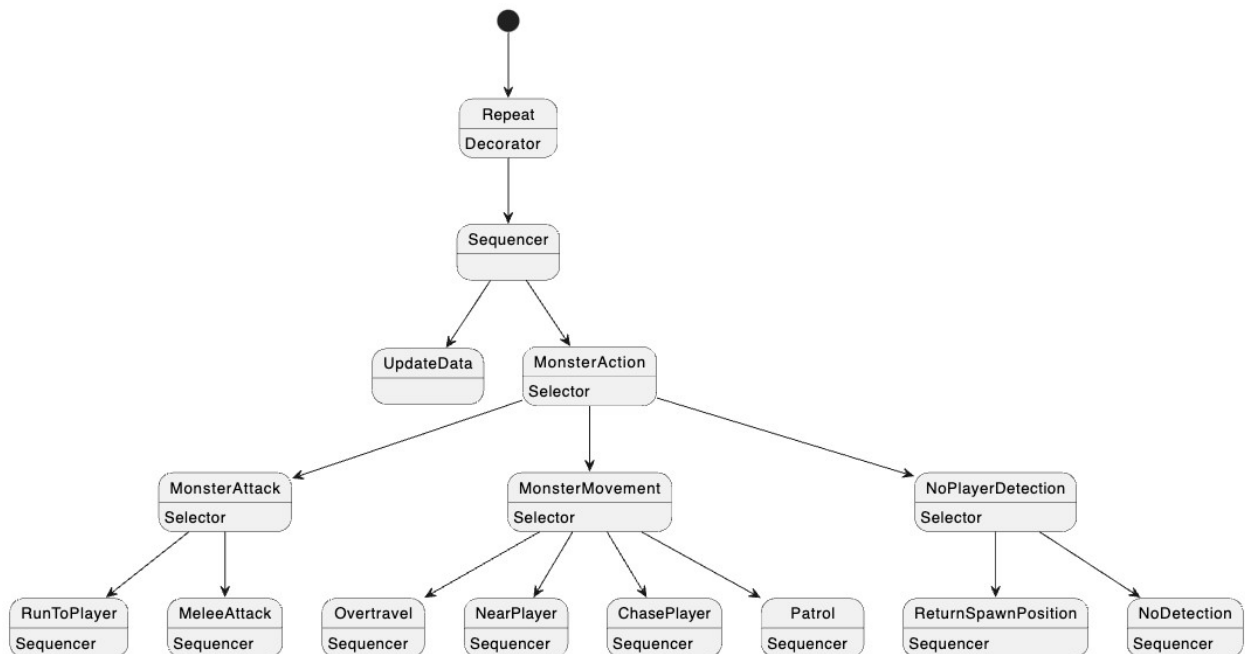 Repeat
Decorator
Sequencer
UpdateData
MonsterAction
Selector
MonsterAttack
Selector
MonsterMovement
Selector
NoPlayerDetection
Selector
RunToPlayer
Sequencer
MeleeAttack
Sequencer
Overtravel
Sequencer
NearPlayer
Sequencer
ChasePlayer
Sequencer
Patrol
Sequencer
ReturnSpawnPosition
Sequencer
NoDetection
Sequencer